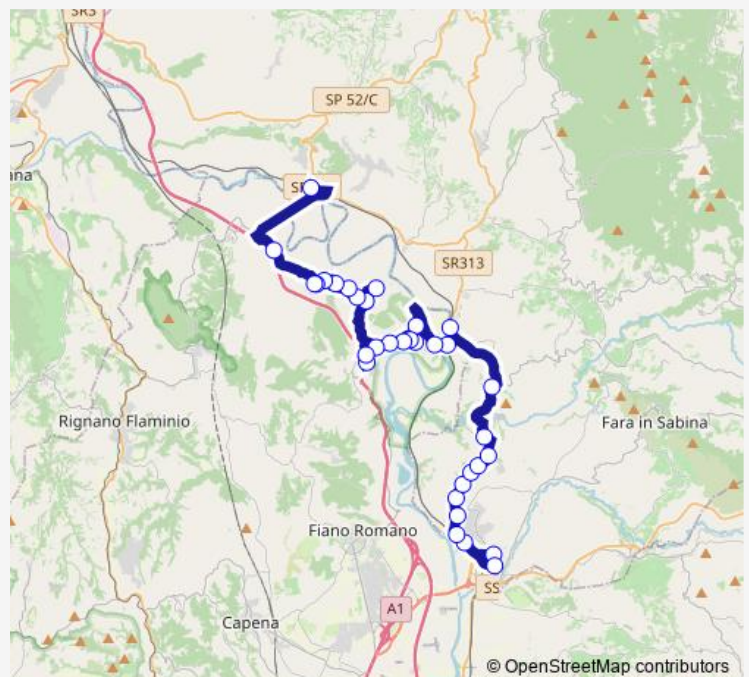 SR3
SP 52/C
ana
SR313
Rignano Flaminio
Fara in Sabina
Fiano Romano
SS
A1
Capena
© OpenStreetMap contributors